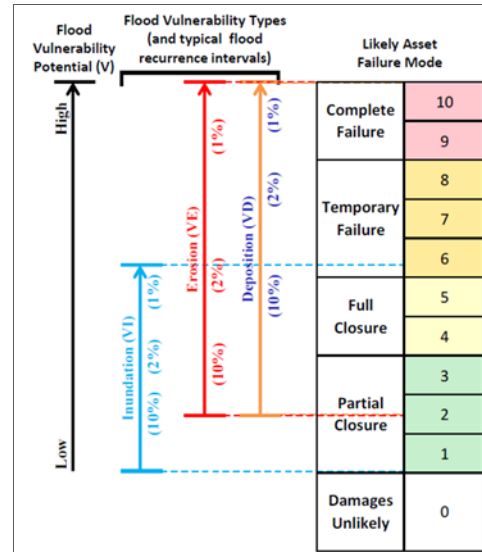 Flood
Vulnerability
Potential (V)
Flood Vulnerability Types
(and typical flood
recurrence intervals)
Likely Asset
Failure Mode
High
Low
Inundation (VI)
(10%) (2%) (1%)
Erosion (VE)
(10%) (2%) (1%)
Deposition (VD)
(10%) (2%) (1%)
Complete
Failure
10
9
Temporary
Failure
8
7
6
Full
Closure
5
4
Partial
Closure
3
2
1
Damages
Unlikely
0